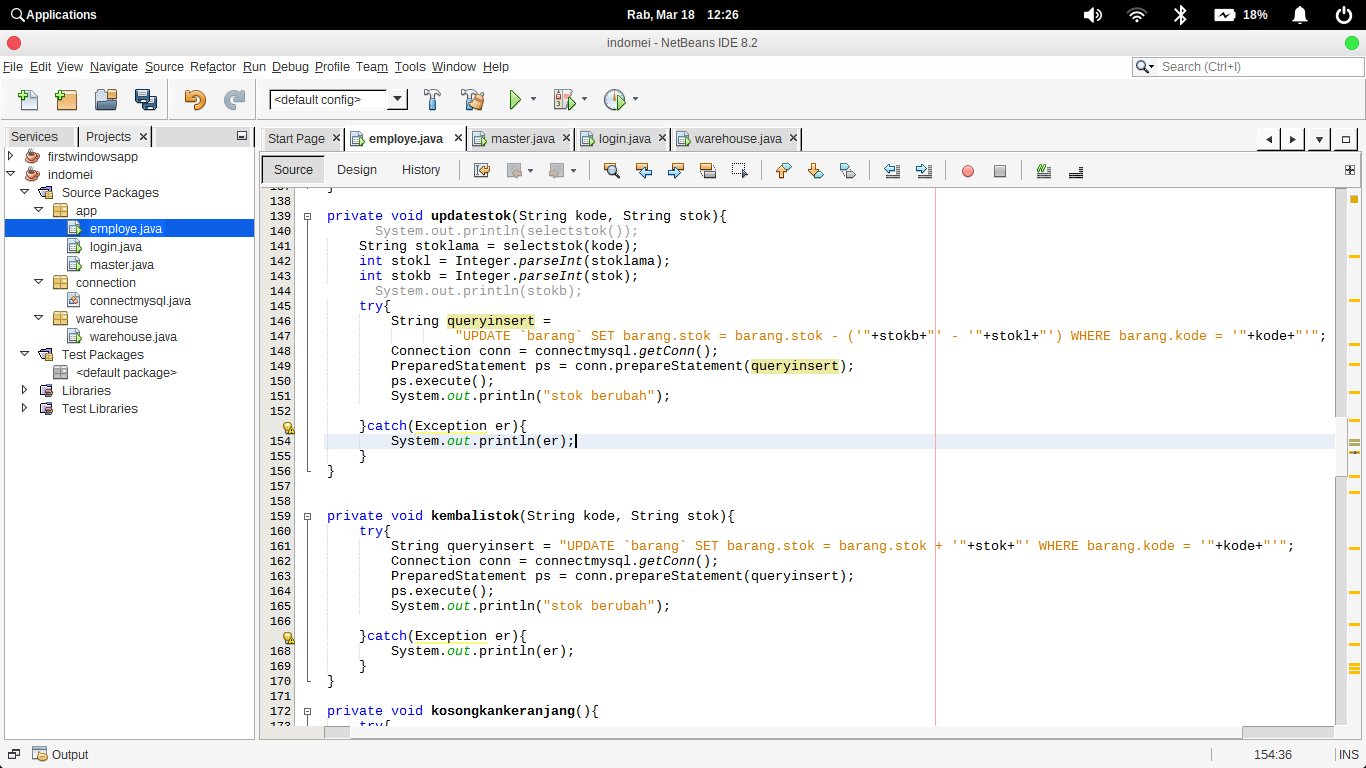 Applications
Rab, Mar 18 12:26
18%
indomei - NetBeans IDE 8.2
File Edit View Navigate Source Refactor Run Debug Profile Team Tools Window Help
Search (Ctrl+I)
<default config>
Services Projects
firstwindowsapp
indomei
Source Packages
app
employe.java
login.java
master.java
connection
connectmysql.java
warehouse
warehouse.java
Test Packages
<default package>
Libraries
Test Libraries
Start Page employe.java master.java login.java warehouse.java
Source Design History
137 }
138
139 private void updatestok(String kode, String stok){
140 System.out.println(selectstok());
141 String stoklama = selectstok(kode);
142 int stokl = Integer.parseInt(stoklama);
143 int stokb = Integer.parseInt(stok);
144 System.out.println(stokb);
145 try{
146 String queryinsert =
147 "UPDATE `barang` SET barang.stok = barang.stok - ('"+stokb+"' - '"+stokl+"') WHERE barang.kode = '"+kode+"'";
148 Connection conn = connectmysql.getConn();
149 PreparedStatement ps = conn.prepareStatement(queryinsert);
150 ps.execute();
151 System.out.println("stok berubah");
152
}catch(Exception er){
154 System.out.println(er);
155 }
156 }
157
158
159 private void kembalistok(String kode, String stok){
160 try{
161 String queryinsert = "UPDATE `barang` SET barang.stok = barang.stok + '"+stok+"' WHERE barang.kode = '"+kode+"'";
162 Connection conn = connectmysql.getConn();
163 PreparedStatement ps = conn.prepareStatement(queryinsert);
164 ps.execute();
165 System.out.println("stok berubah");
166
}catch(Exception er){
168 System.out.println(er);
169 }
170 }
171
172 private void kosongkankeranjang(){
173 try{
Output
154:36 INS